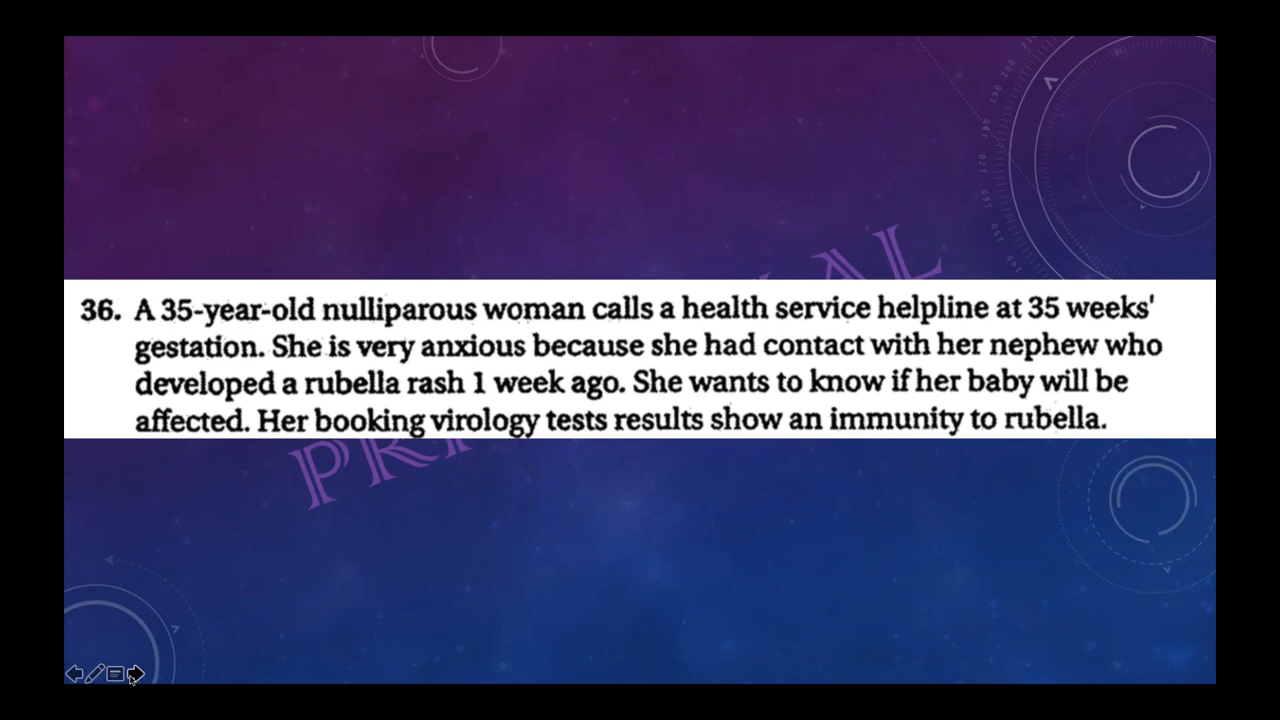 36. A 35-year-old nulliparous woman calls a health service helpline at 35 weeks'
gestation. She is very anxious because she had contact with her nephew who
developed a rubella rash 1 week ago. She wants to know if her baby will be
affected. Her booking virology tests results show an immunity to rubella.